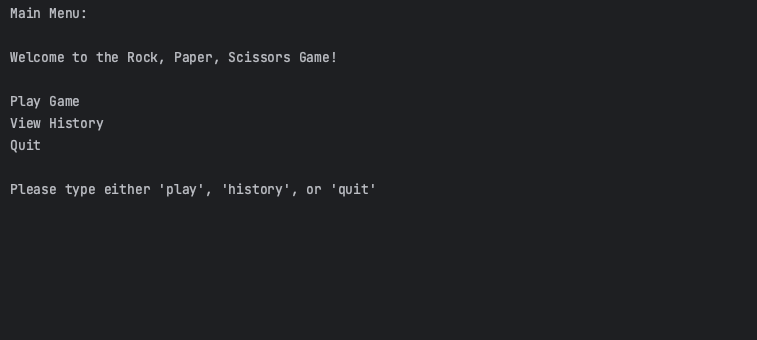 Main Menu:
Welcome to the Rock, Paper, Scissors Game!
Play Game
View History
Quit
Please type either 'play', 'history', or 'quit'